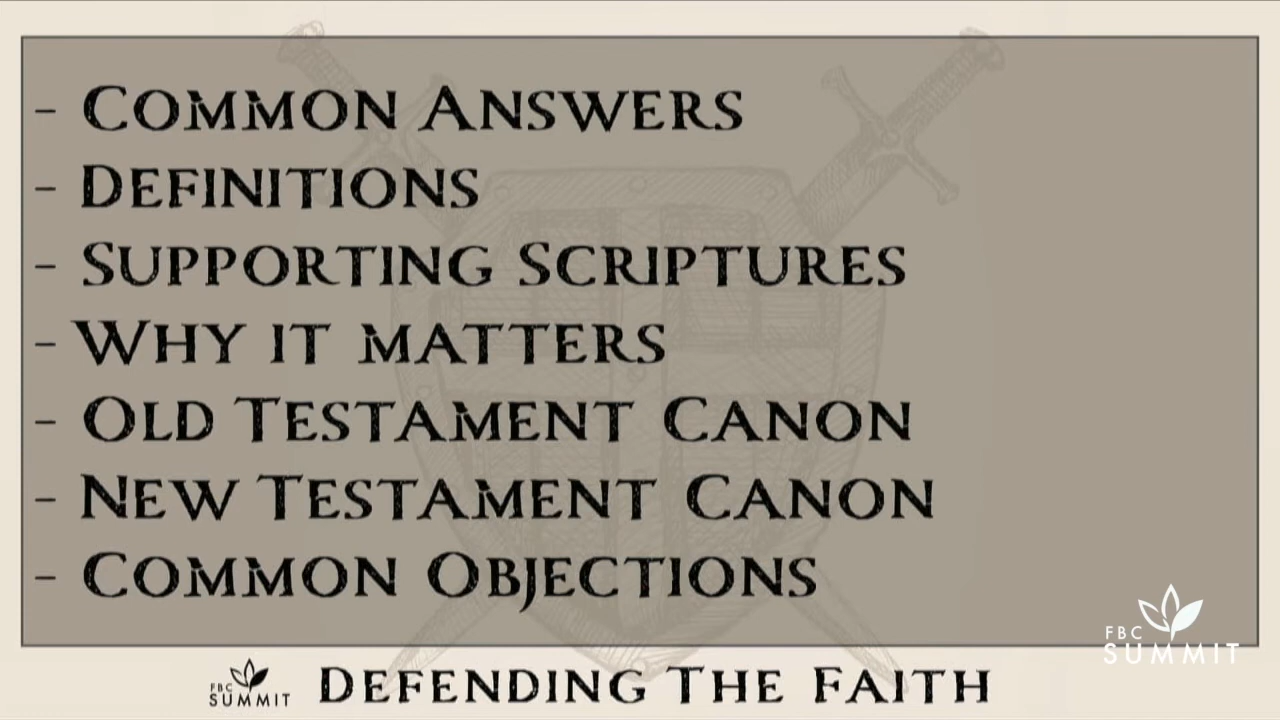 - Common Answers
- Definitions
- Supporting Scriptures
- Why it matters
- Old Testament Canon
- New Testament Canon
- Common Objections
FBC
SUMMIT
FBC
SUMMIT
Defending The Faith